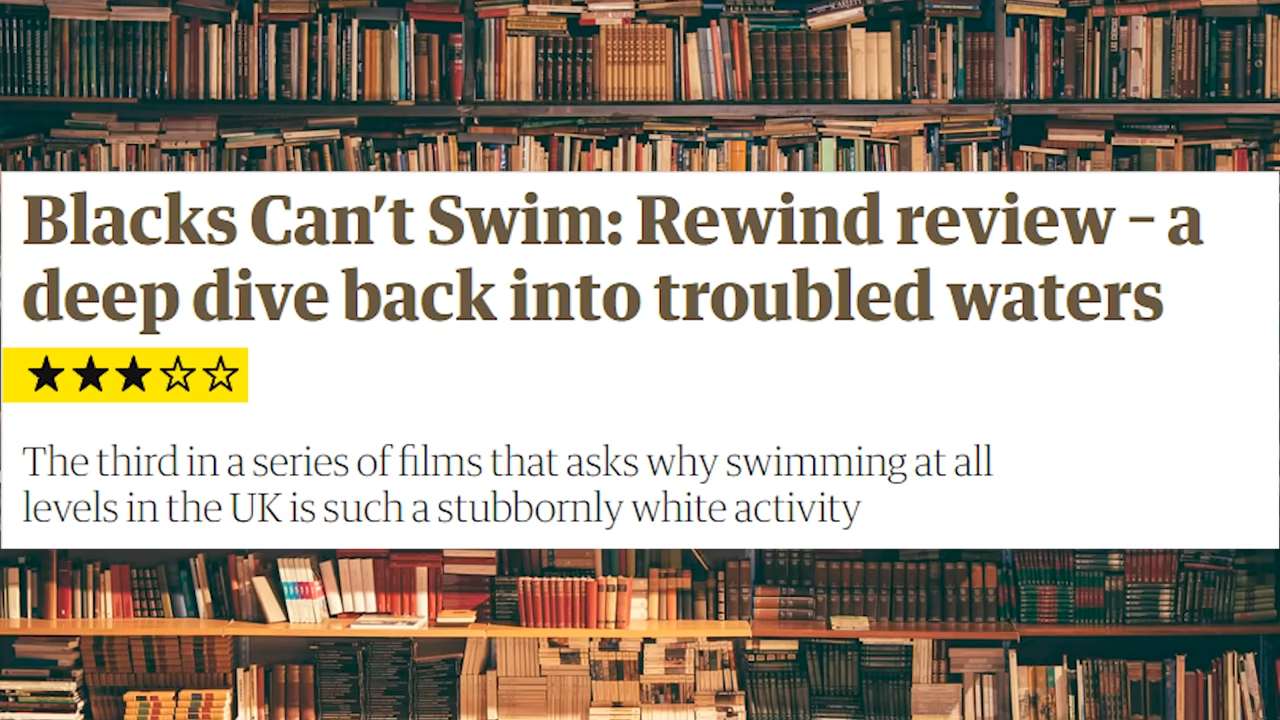 Blacks Can’t Swim: Rewind review – a
deep dive back into troubled waters
★★★☆☆
The third in a series of films that asks why swimming at all
levels in the UK is such a stubbornly white activity